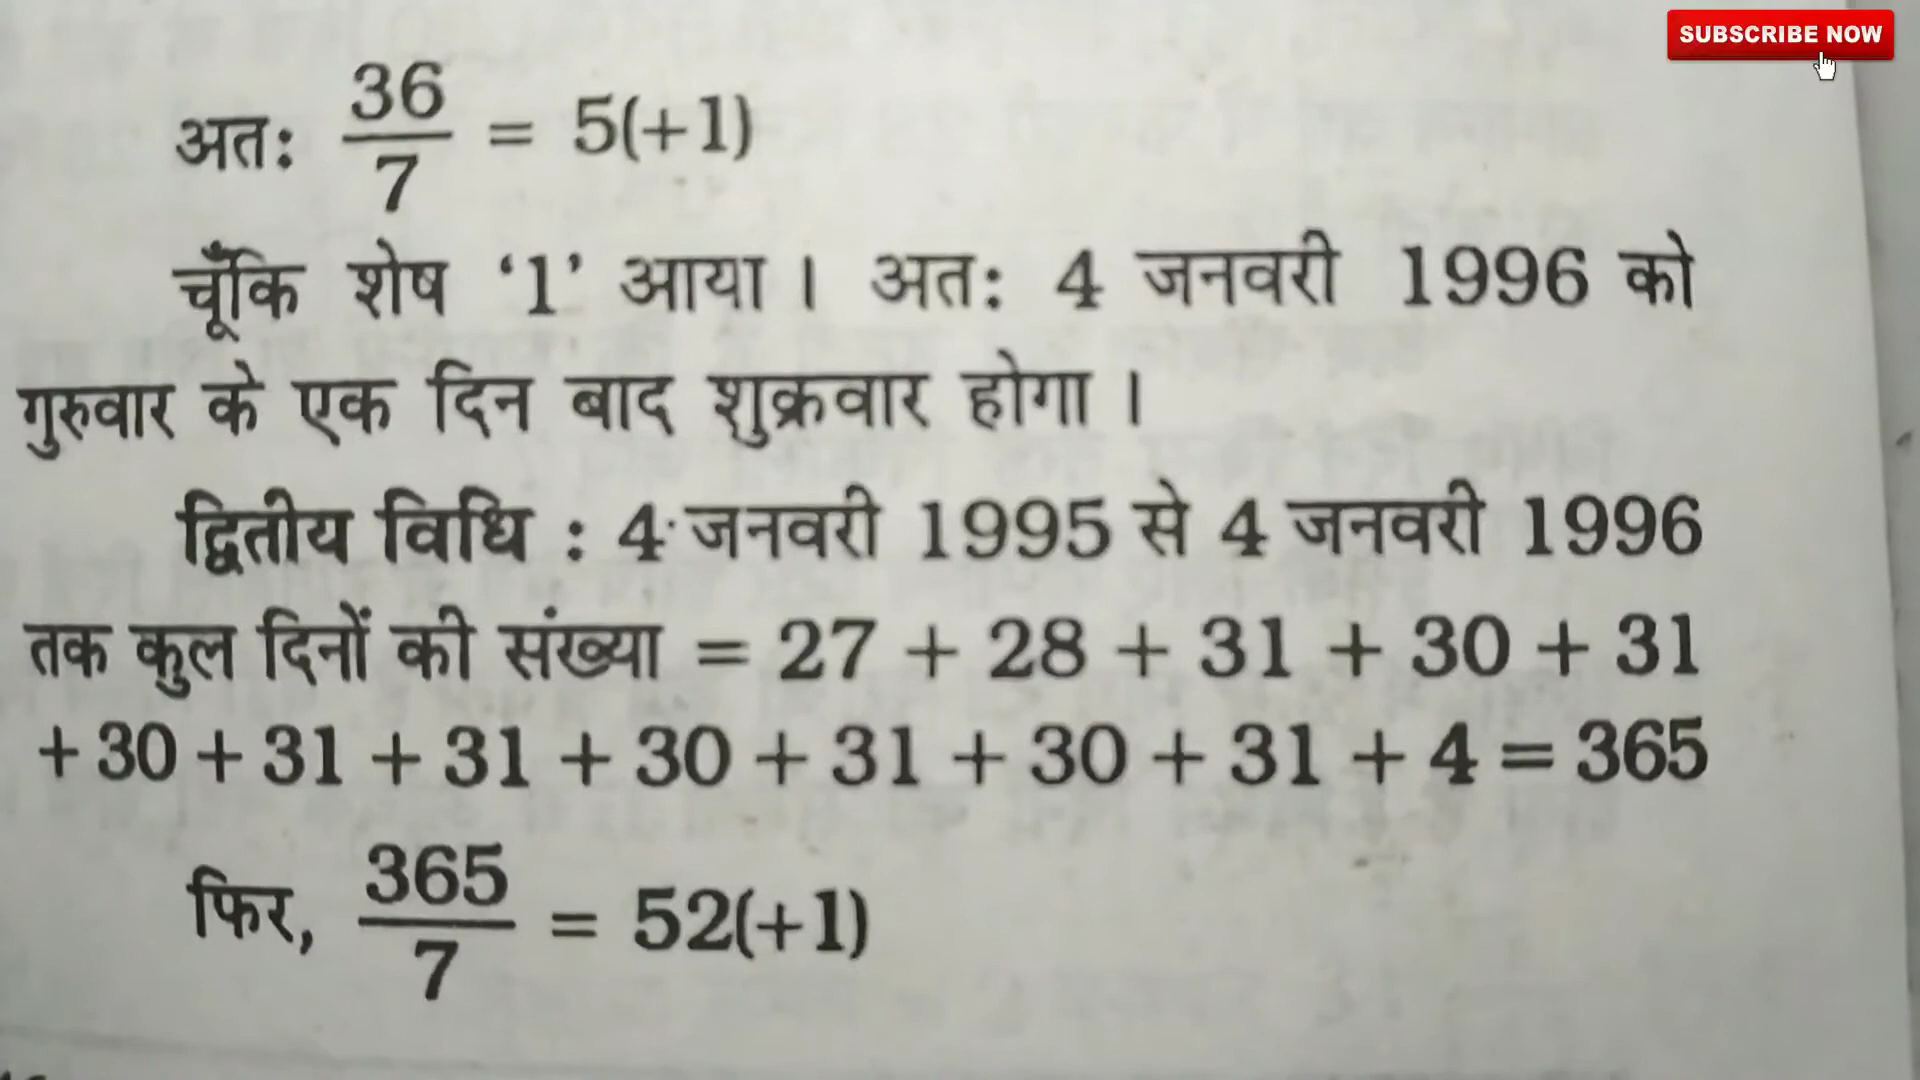 SUBSCRIBE NOW
अतः 36/7 = 5(+1)
चूँकि शेष ‘1’ आया। अतः 4 जनवरी 1996 को
गुरुवार के एक दिन बाद शुक्रवार होगा।
द्वितीय विधि : 4 जनवरी 1995 से 4 जनवरी 1996
तक कुल दिनों की संख्या = 27 + 28 + 31 + 30 + 31
+ 30 + 31 + 31 + 30 + 31 + 30 + 31 + 4 = 365
फिर, 365/7 = 52(+1)